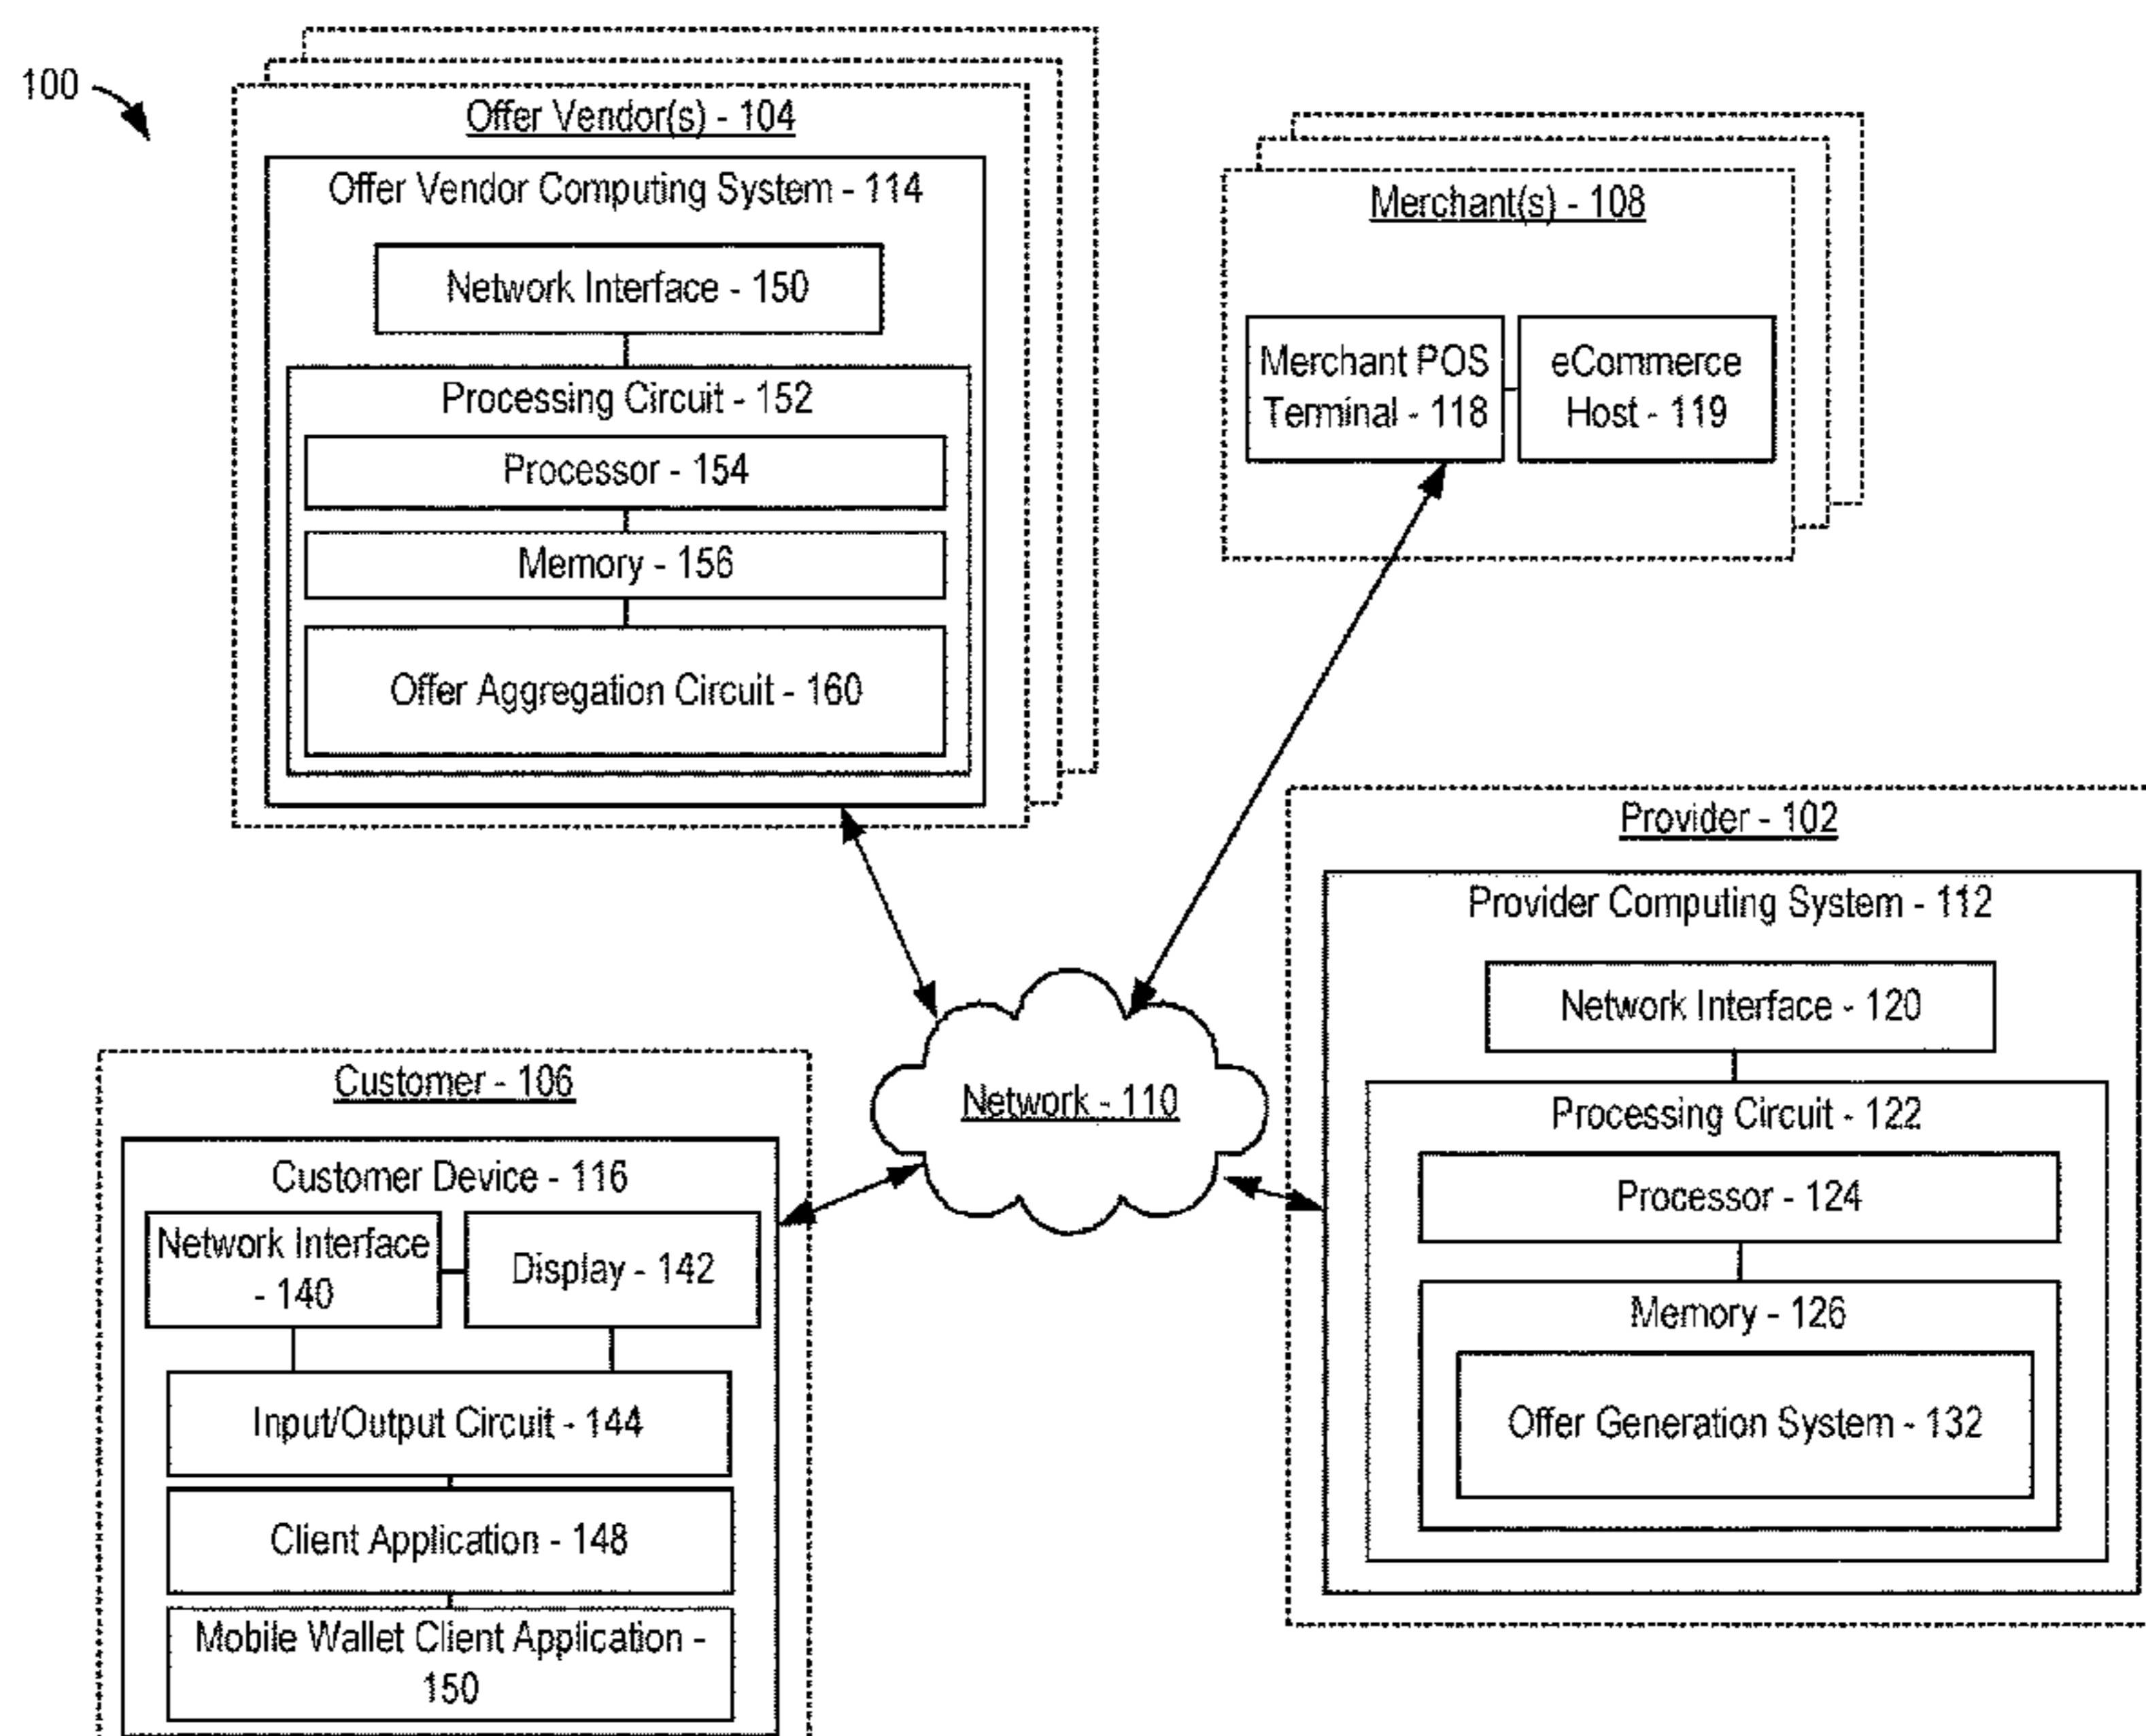 100
Offer Vendor(s) - 104
Offer Vendor Computing System - 114
Network Interface - 150
Processing Circuit - 152
Processor - 154
Memory - 156
Offer Aggregation Circuit - 160
Merchant(s) - 108
Merchant POS
Terminal - 118
eCommerce
Host - 119
Provider - 102
Provider Computing System - 112
Network Interface - 120
Processing Circuit - 122
Processor - 124
Memory - 126
Offer Generation System - 132
Network - 110
Customer - 106
Customer Device - 116
Network Interface
- 140
Display - 142
Input/Output Circuit - 144
Client Application - 148
Mobile Wallet Client Application -
150